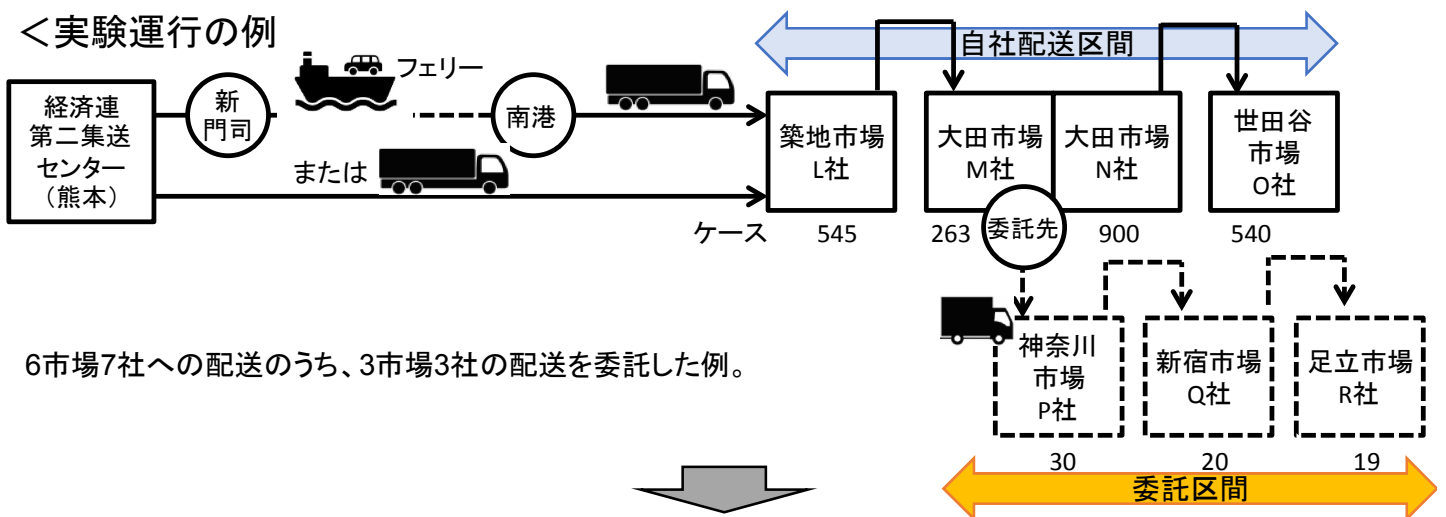 <実験運行の例
自社配送区間
フェリー
経済連
第二集送
センター
(熊本)
新
門司
南港
または
築地市場
L社
大田市場
M社
大田市場
N社
世田谷
市場
O社
委託先
ケース 545 263 900 540
神奈川
市場
P社
新宿市場
Q社
足立市場
R社
6市場7社への配送のうち、3市場3社の配送を委託した例。
30 20 19
委託区間